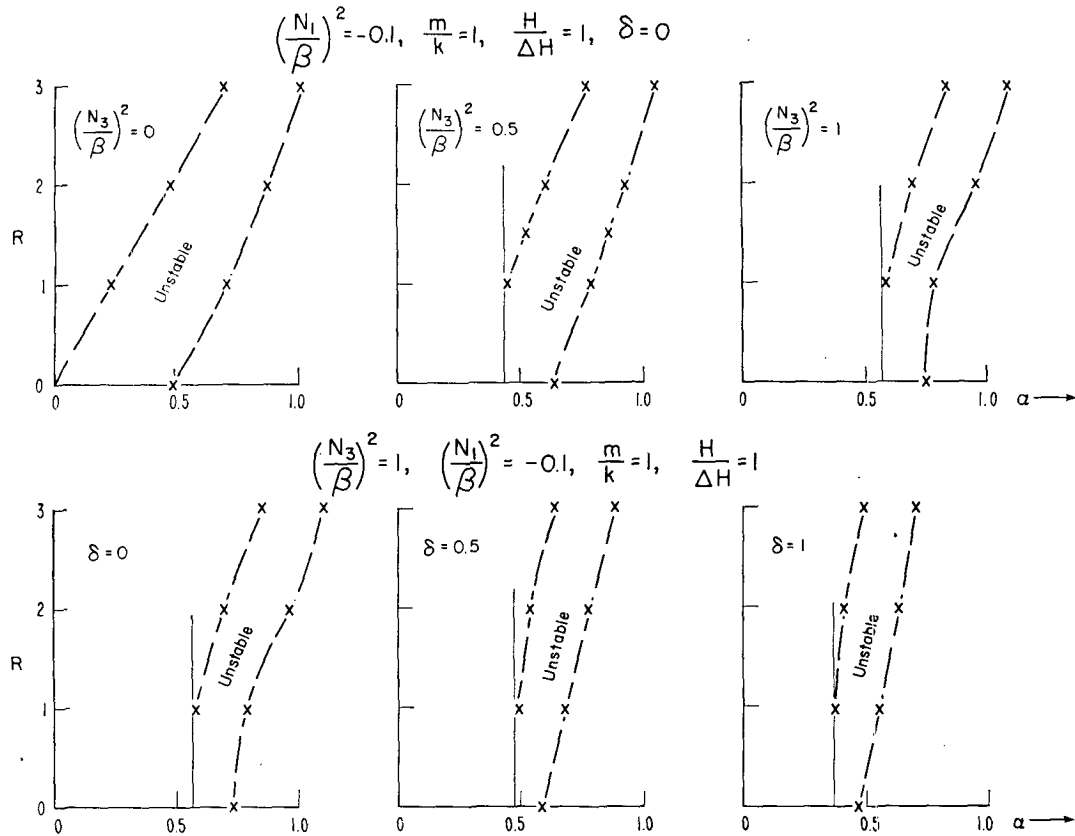 (N₁/β)² = -0.1, m/k = 1, H/ΔH = 1, δ = 0
(N₃/β)² = 0
(N₃/β)² = 0.5
(N₃/β)² = 1
3
2
R
1
0
Unstable
Unstable
Unstable
0 0.5 1.0
0 0.5 1.0
0 0.5 1.0 α
(N₃/β)² = 1, (N₁/β)² = -0.1, m/k = 1, H/ΔH = 1
δ = 0
δ = 0.5
δ = 1
3
2
R
1
0
Unstable
Unstable
Unstable
0 0.5 1.0
0 0.5 1.0
0 0.5 1.0 α